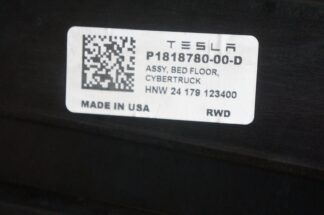 TESLA
P1818780-00-D
ASSY, BED FLOOR,
CYBERTRUCK
HNW 24 179 123400
MADE IN USA RWD